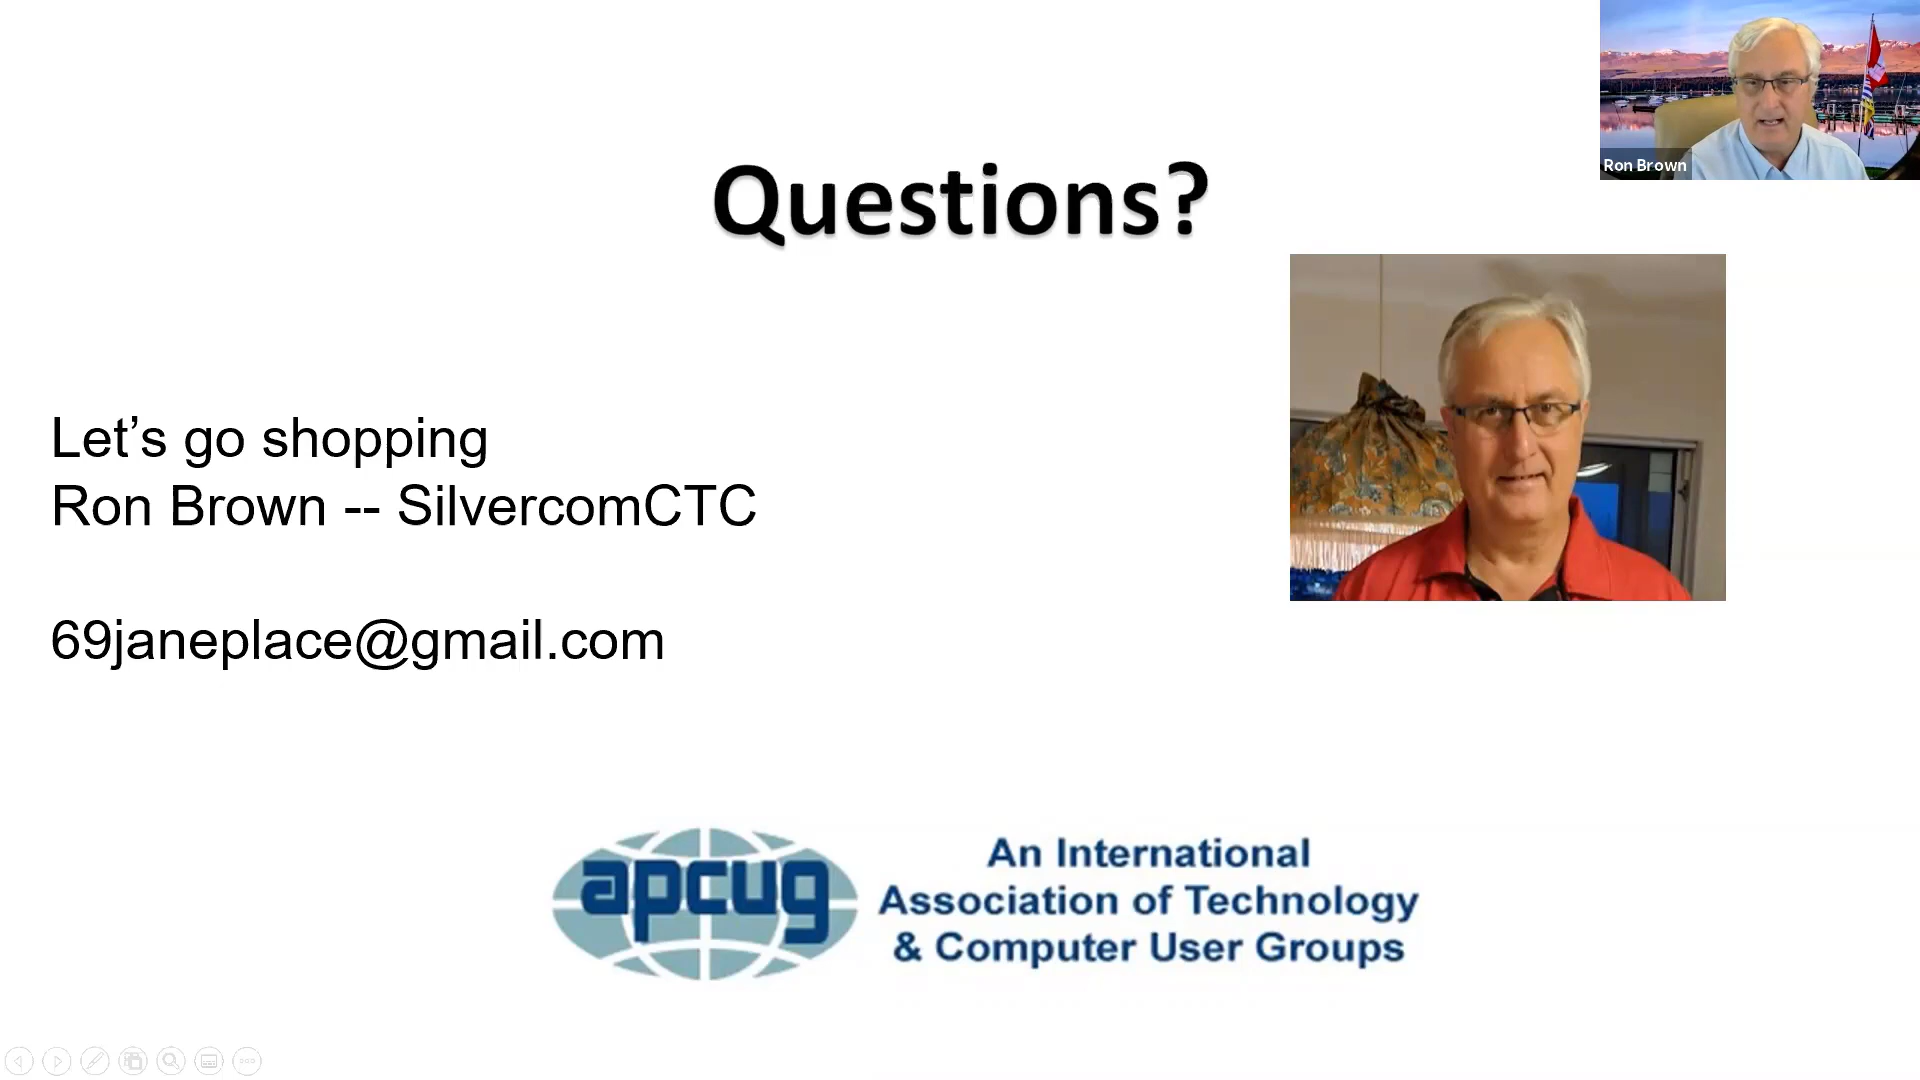 Ron Brown
Questions?
Let’s go shopping
Ron Brown -- SilvercomCTC
69janeplace@gmail.com
apcug
An International
Association of Technology
& Computer User Groups